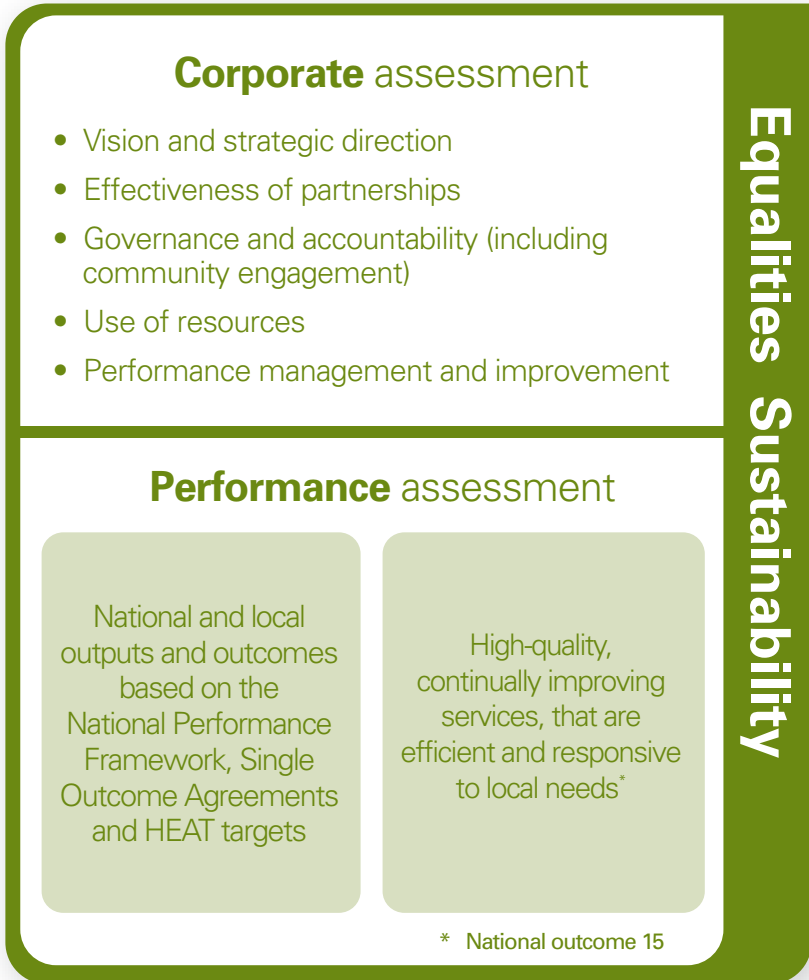 Corporate assessment
• Vision and strategic direction
• Effectiveness of partnerships
• Governance and accountability (including
community engagement)
• Use of resources
• Performance management and improvement
Performance assessment
National and local
outputs and outcomes
based on the
National Performance
Framework, Single
Outcome Agreements
and HEAT targets
High-quality,
continually improving
services, that are
efficient and responsive
to local needs*
* National outcome 15
Equalities Sustainability